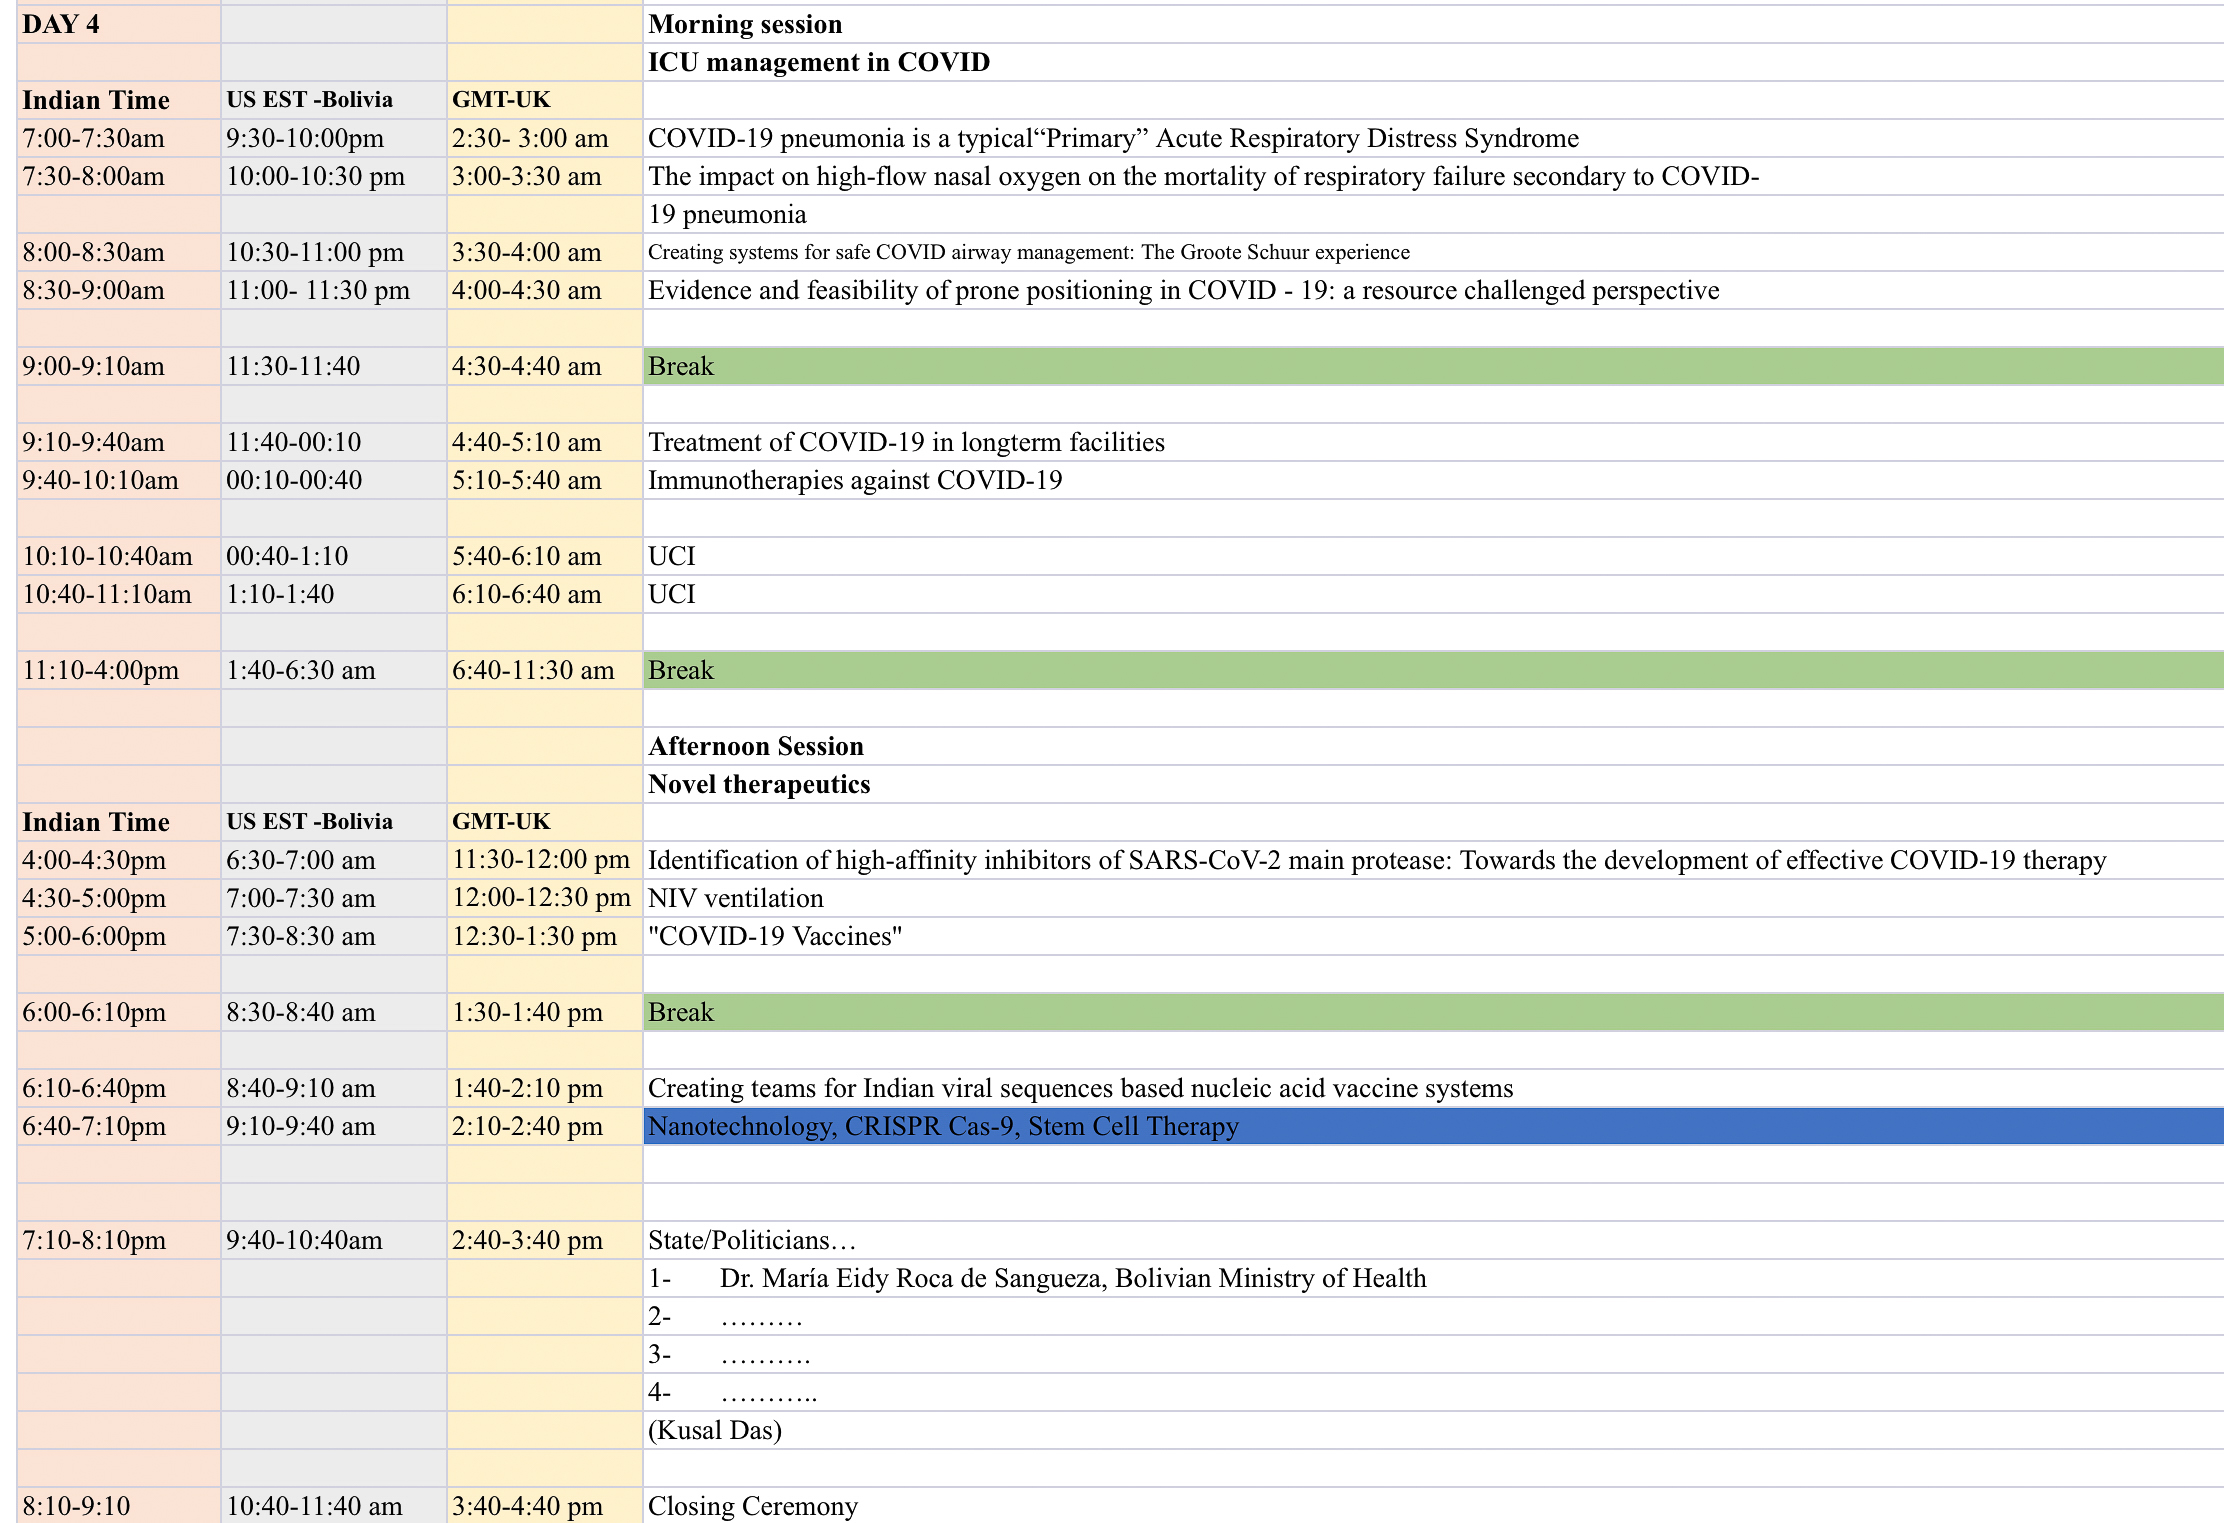 DAY 4 Morning session
ICU management in COVID
Indian Time US EST -Bolivia GMT-UK
7:00-7:30am 9:30-10:00pm 2:30- 3:00 am COVID-19 pneumonia is a typical“Primary” Acute Respiratory Distress Syndrome
7:30-8:00am 10:00-10:30 pm 3:00-3:30 am The impact on high-flow nasal oxygen on the mortality of respiratory failure secondary to COVID-
19 pneumonia
8:00-8:30am 10:30-11:00 pm 3:30-4:00 am Creating systems for safe COVID airway management: The Groote Schuur experience
8:30-9:00am 11:00- 11:30 pm 4:00-4:30 am Evidence and feasibility of prone positioning in COVID - 19: a resource challenged perspective
9:00-9:10am 11:30-11:40 4:30-4:40 am Break
9:10-9:40am 11:40-00:10 4:40-5:10 am Treatment of COVID-19 in longterm facilities
9:40-10:10am 00:10-00:40 5:10-5:40 am Immunotherapies against COVID-19
10:10-10:40am 00:40-1:10 5:40-6:10 am UCI
10:40-11:10am 1:10-1:40 6:10-6:40 am UCI
11:10-4:00pm 1:40-6:30 am 6:40-11:30 am Break
Afternoon Session
Novel therapeutics
Indian Time US EST -Bolivia GMT-UK
4:00-4:30pm 6:30-7:00 am 11:30-12:00 pm Identification of high-affinity inhibitors of SARS-CoV-2 main protease: Towards the development of effective COVID-19 therapy
4:30-5:00pm 7:00-7:30 am 12:00-12:30 pm NIV ventilation
5:00-6:00pm 7:30-8:30 am 12:30-1:30 pm "COVID-19 Vaccines"
6:00-6:10pm 8:30-8:40 am 1:30-1:40 pm Break
6:10-6:40pm 8:40-9:10 am 1:40-2:10 pm Creating teams for Indian viral sequences based nucleic acid vaccine systems
6:40-7:10pm 9:10-9:40 am 2:10-2:40 pm Nanotechnology, CRISPR Cas-9, Stem Cell Therapy
7:10-8:10pm 9:40-10:40am 2:40-3:40 pm State/Politicians…
1- Dr. María Eidy Roca de Sangueza, Bolivian Ministry of Health
2- ………
3- ……….
4- ………..
(Kusal Das)
8:10-9:10 10:40-11:40 am 3:40-4:40 pm Closing Ceremony